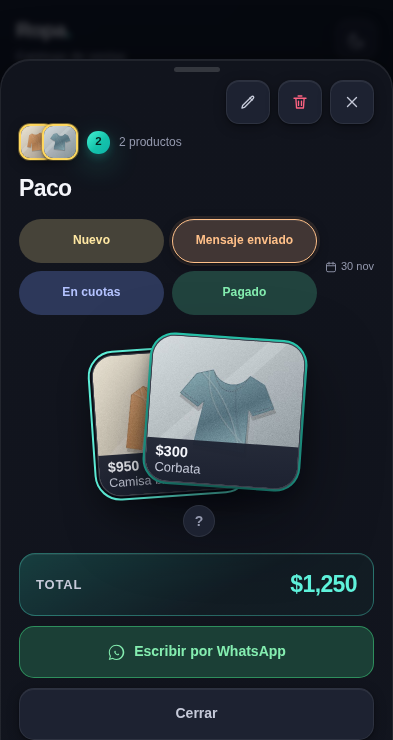 Ropa.
2
2 productos
Paco
Nuevo
Mensaje enviado
30 nov
En cuotas
Pagado
$950
Camisa
$300
Corbata
?
TOTAL
$1,250
Escribir por WhatsApp
Cerrar